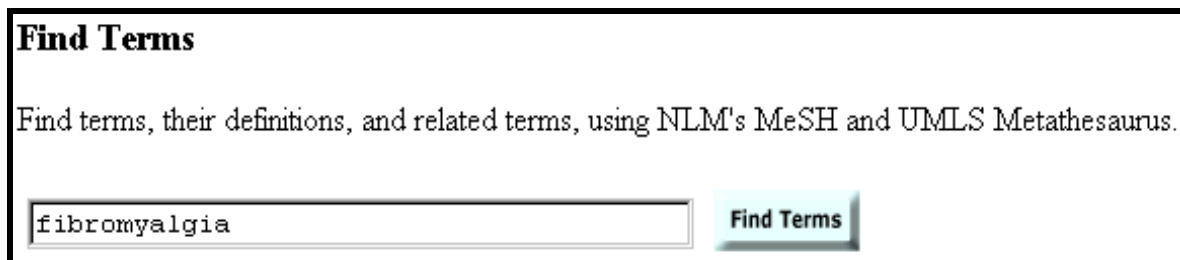 Find Terms
Find terms, their definitions, and related terms, using NLM's MeSH and UMLS Metathesaurus.
fibromyalgia Find Terms